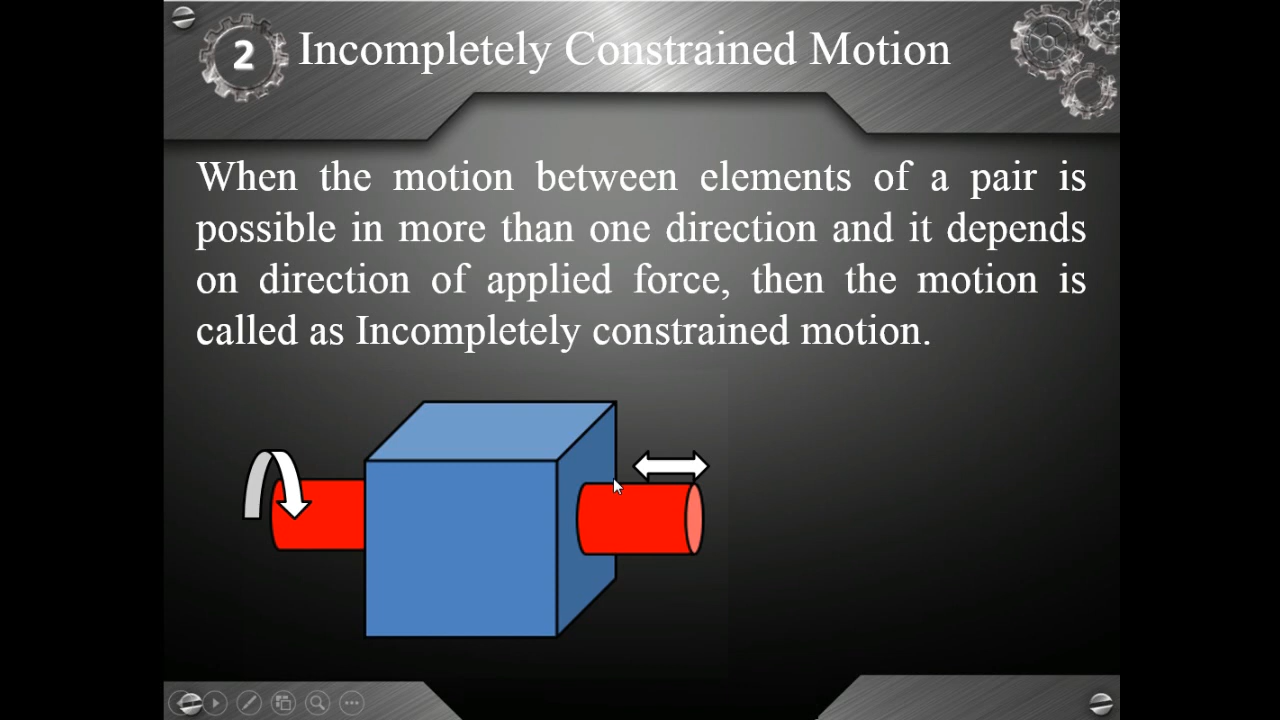 2 Incompletely Constrained Motion
When the motion between elements of a pair is
possible in more than one direction and it depends
on direction of applied force, then the motion is
called as Incompletely constrained motion.